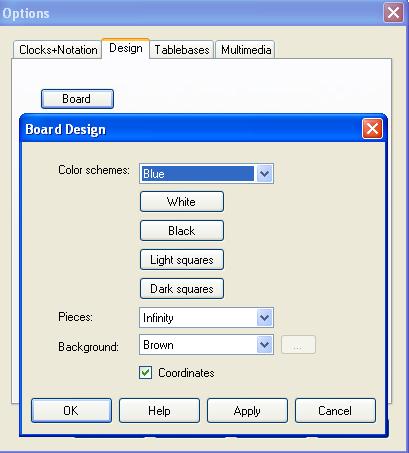 Options
Clocks+Notation Design Tablebases Multimedia
Board
Board Design
Color schemes: Blue
White
Black
Light squares
Dark squares
Pieces: Infinity
Background: Brown ...
Coordinates
OK Help Apply Cancel